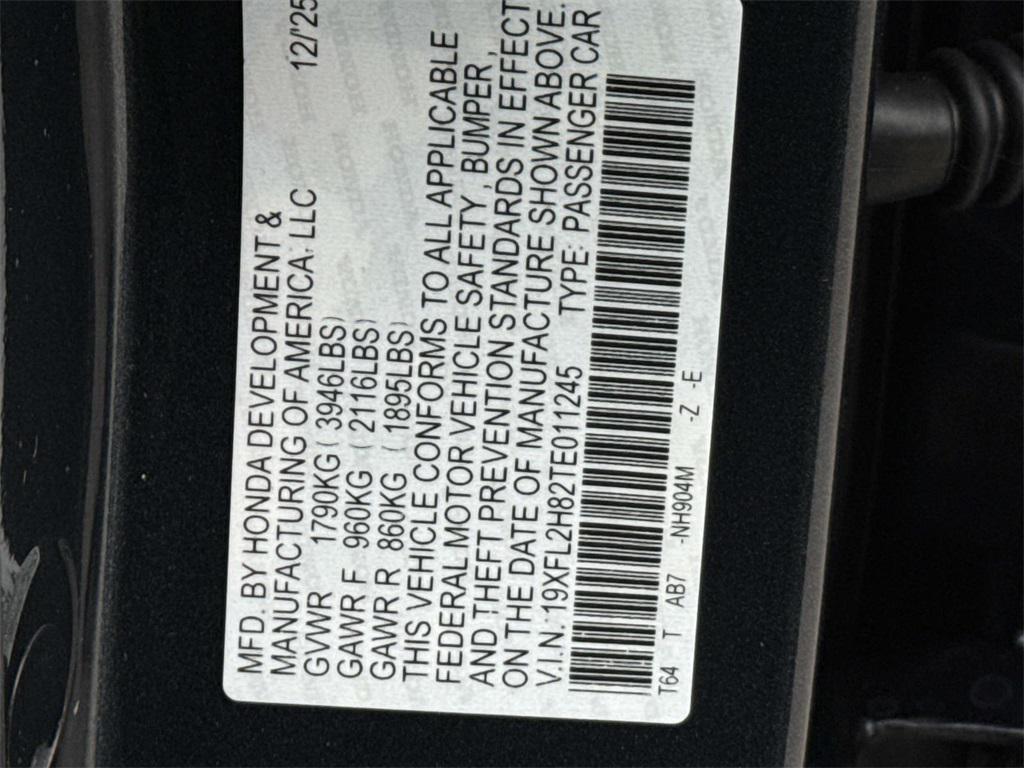 MFD. BY HONDA DEVELOPMENT &
MANUFACTURING OF AMERICA. LLC 12/'25
GVWR 1790KG ( 3946LBS)
GAWR F 960KG ( 2116LBS)
GAWR R 860KG ( 1895LBS)
THIS VEHICLE CONFORMS TO ALL APPLICABLE
FEDERAL MOTOR VEHICLE SAFETY, BUMPER,
AND THEFT PREVENTION STANDARDS IN EFFECT
ON THE DATE OF MANUFACTURE SHOWN ABOVE.
V.I.N.:19XFL2H82TE011245 TYPE: PASSENGER CAR
T64 T AB7 -NH904M -Z -E